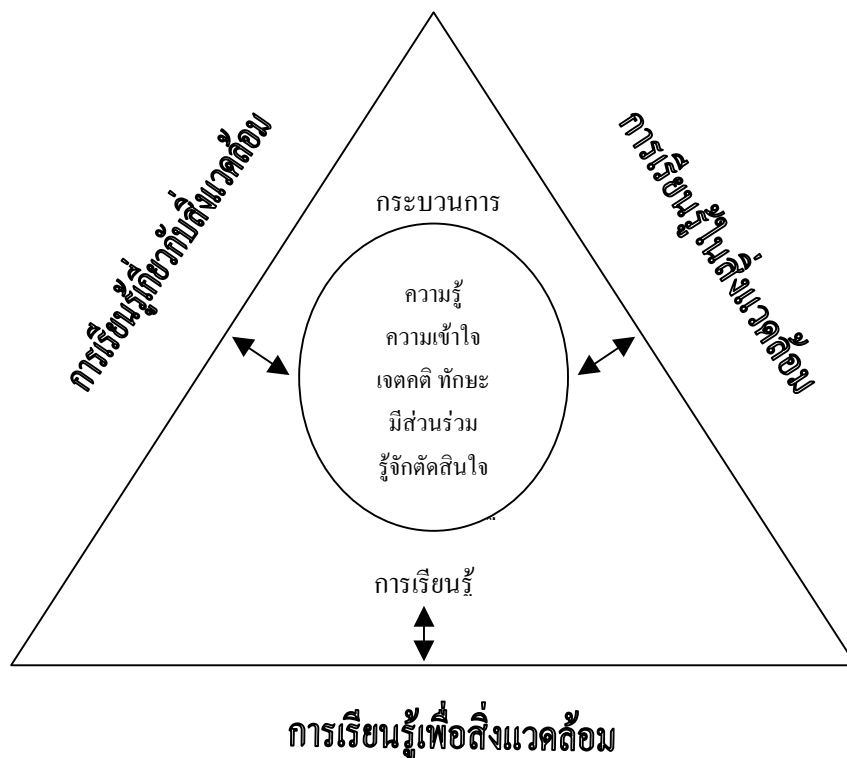 การเรียนรู้เกี่ยวกับสิ่งแวดล้อม
การเรียนรู้ในสิ่งแวดล้อม
กระบวนการ
ความรู้
ความเข้าใจ
เจตคติ ทักษะ
มีส่วนร่วม
รู้จักตัดสินใจ
การเรียนรู้
การเรียนรู้เพื่อสิ่งแวดล้อม